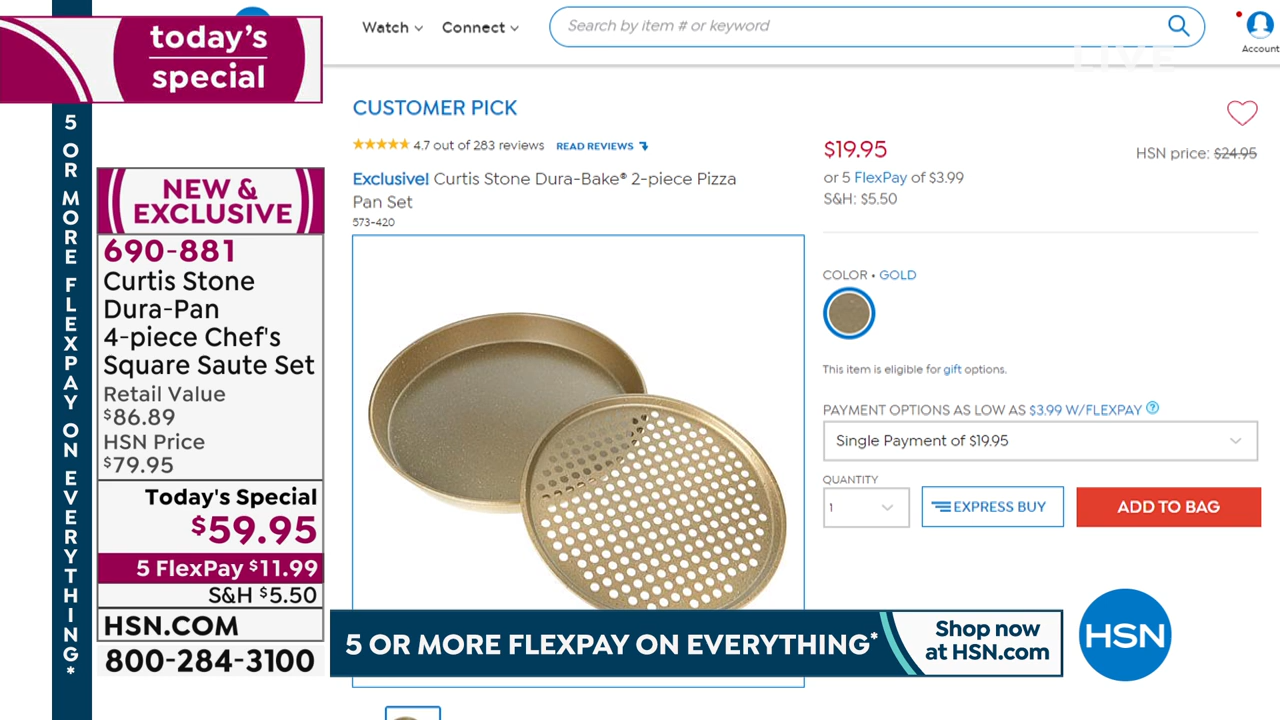 today's
special
5 OR MORE FLEXPAY ON EVERYTHING*
NEW &
EXCLUSIVE
690-881
Curtis Stone
Dura-Pan
4-piece Chef's
Square Saute Set
Retail Value
$86.89
HSN Price
$79.95
Today's Special
$59.95
5 FlexPay $11.99
S&H $5.50
HSN.COM
800-284-3100
Watch
Connect
Search by item # or keyword
Account
LIVE
CUSTOMER PICK
4.7 out of 283 reviews READ REVIEWS
Exclusive! Curtis Stone Dura-Bake® 2-piece Pizza
Pan Set
573-420
$19.95
HSN price: $24.95
or 5 FlexPay of $3.99
S&H: $5.50
COLOR • GOLD
This item is eligible for gift options.
PAYMENT OPTIONS AS LOW AS $3.99 W/FLEXPAY ?
Single Payment of $19.95
QUANTITY
1
EXPRESS BUY
ADD TO BAG
5 OR MORE FLEXPAY ON EVERYTHING*
Shop now
at HSN.com
HSN